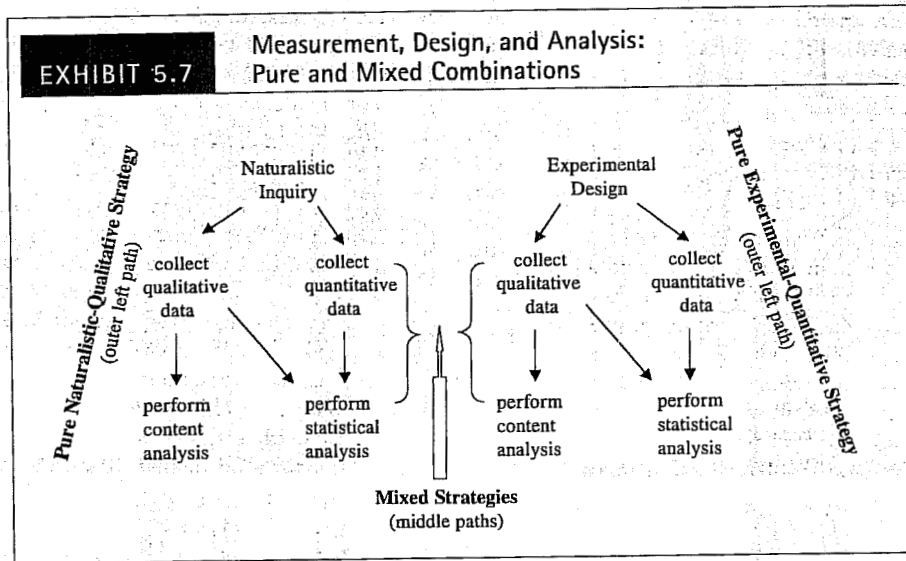 EXHIBIT 5.7
Measurement, Design, and Analysis:
Pure and Mixed Combinations
Pure Naturalistic-Qualitative Strategy
(outer left path)
Naturalistic
Inquiry
collect
qualitative
data
collect
quantitative
data
perform
content
analysis
perform
statistical
analysis
Experimental
Design
collect
qualitative
data
collect
quantitative
data
perform
content
analysis
perform
statistical
analysis
Pure Experimental-Quantitative Strategy
(outer left path)
Mixed Strategies
(middle paths)